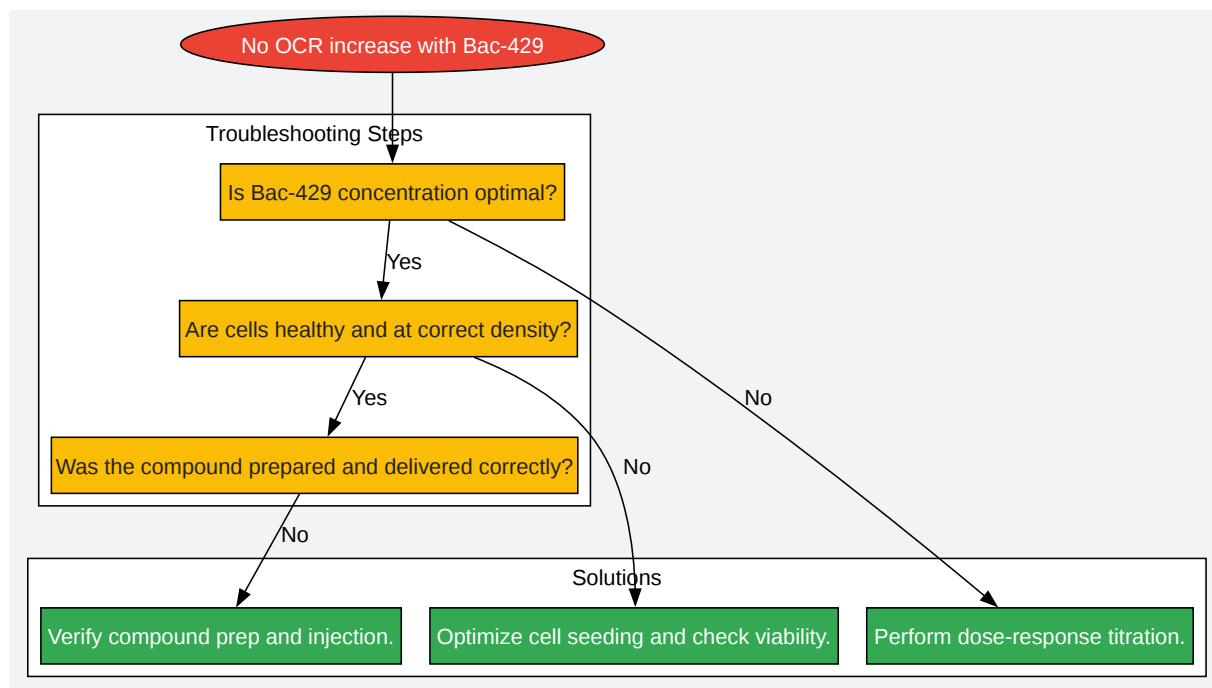 No OCR increase with Bac-429
Troubleshooting Steps
Is Bac-429 concentration optimal?
Yes
Are cells healthy and at correct density?
Yes
No
Was the compound prepared and delivered correctly?
No
No
Solutions
Verify compound prep and injection.
Optimize cell seeding and check viability.
Perform dose-response titration.